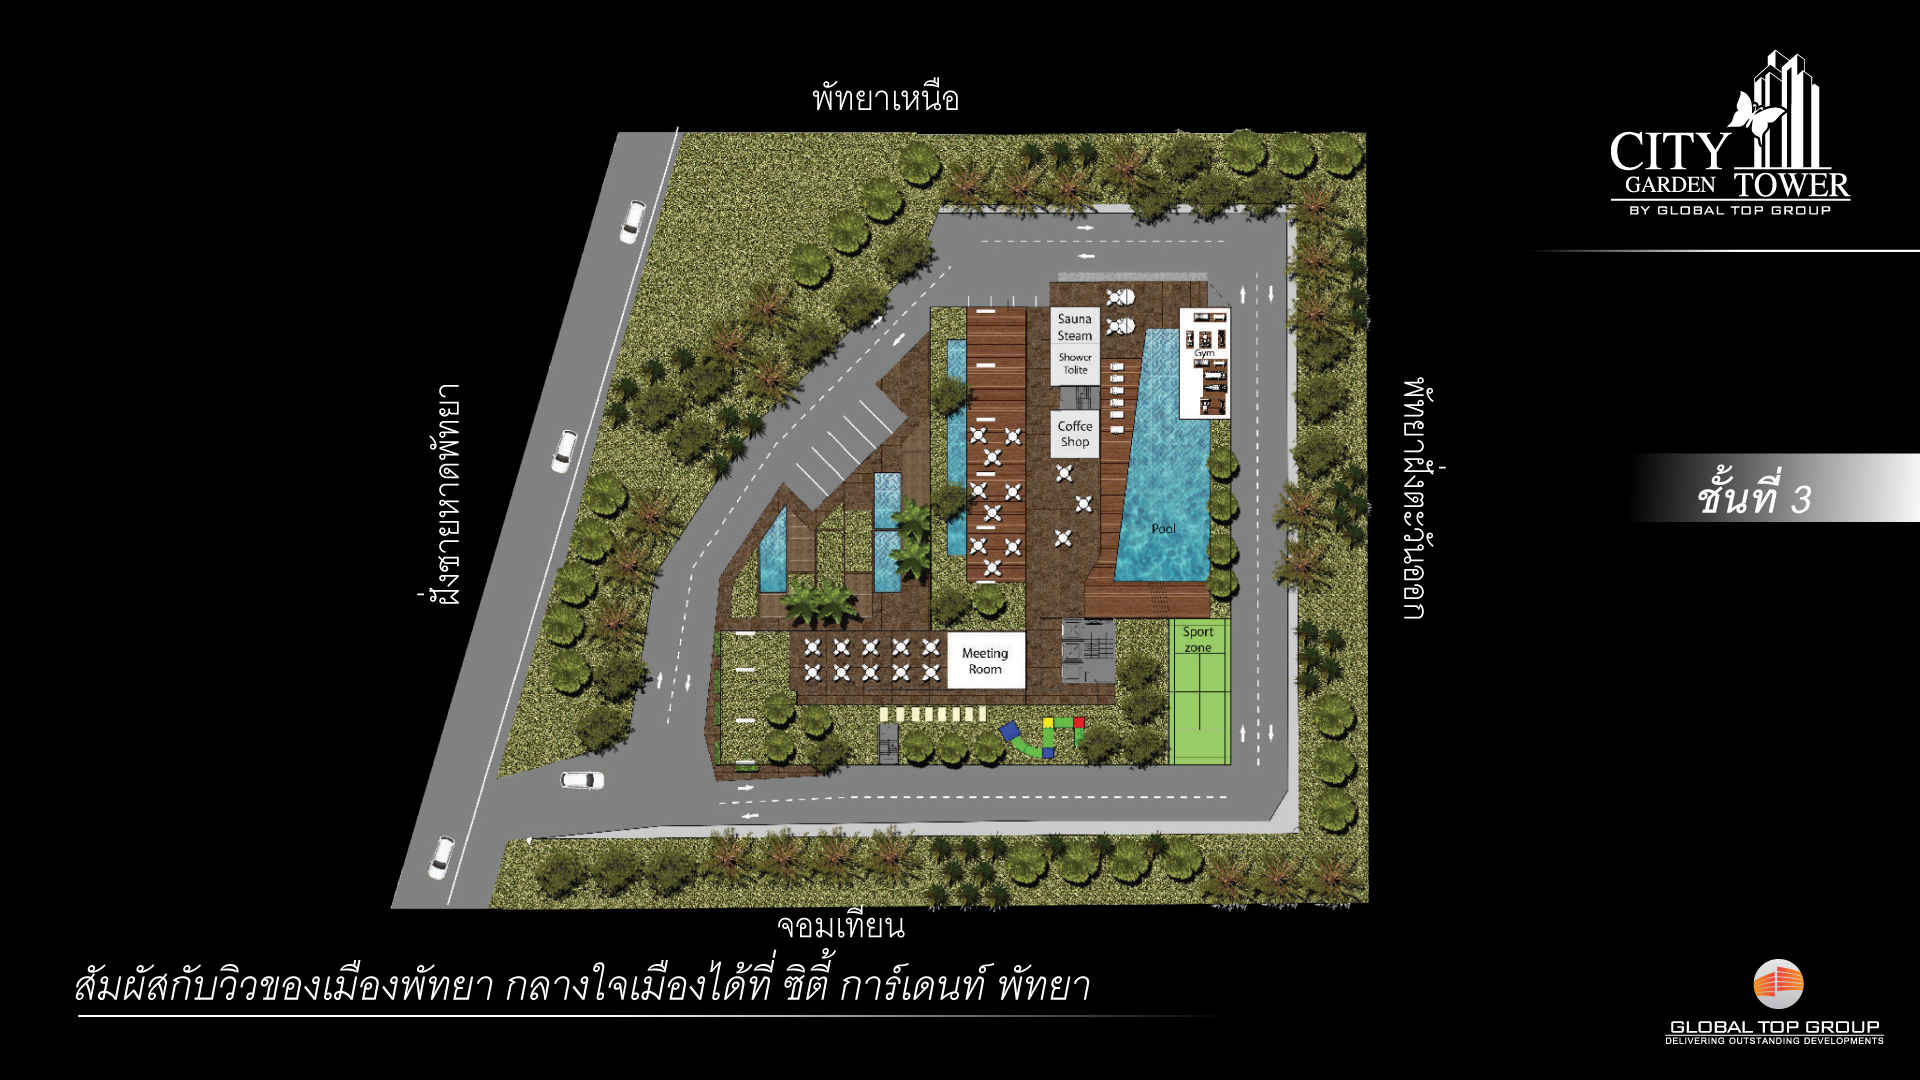 พัทยาเหนือ
CITY
GARDEN TOWER
BY GLOBAL TOP GROUP
Sauna
Steam
Shower
Tolite
Gym
ฝั่งชายหาดพัทยา
Coffee
Shop
พัทยาฝั่งตะวันออก
ชั้นที่ 3
Pool
Sport
zone
Meeting
Room
จอมเทียน
สัมผัสกับวิวของเมืองพัทยา กลางใจเมืองได้ที่ ซิตี้ การ์เดนท์ พัทยา
GLOBAL TOP GROUP
DELIVERING OUTSTANDING DEVELOPMENTS